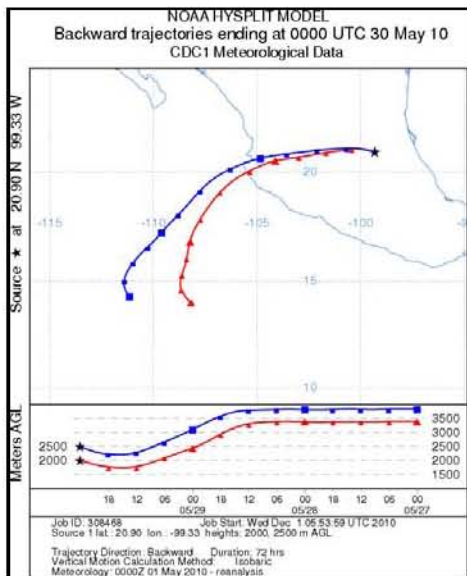 NOAA HYSPLIT MODEL
Backward trajectories ending at 0000 UTC 30 May 10
CDC1 Meteorological Data
Source ★ at 20.90 N 99.33 W
20
-115
-110
-105
-100
-95
15
10
Meters AGL
2500
2000
3500
3000
2500
2000
1500
18 12 06 00 18 12 06 00 18 12 06 00
05/29 05/28 05/27
Job ID: 308468 Job Start: Wed Dec 1 05:53:59 UTC 2010
Source 1 lat.: 20.90 lon.: -99.33 heights: 2000, 2500 m AGL
Trajectory Direction: Backward Duration: 72 hrs
Vertical Motion Calculation Method: Isobaric
Meteorology: 0000Z 01 May 2010 - reanalysis